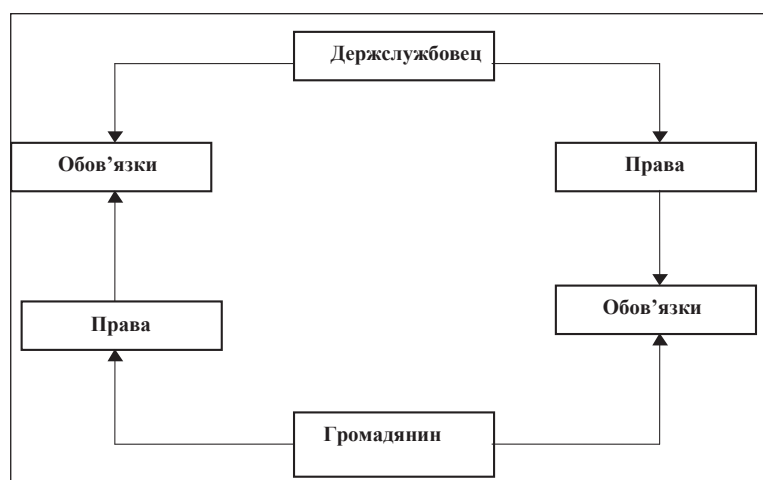 Держслужбовец
Обов’язки
Права
Права
Обов’язки
Громадянин